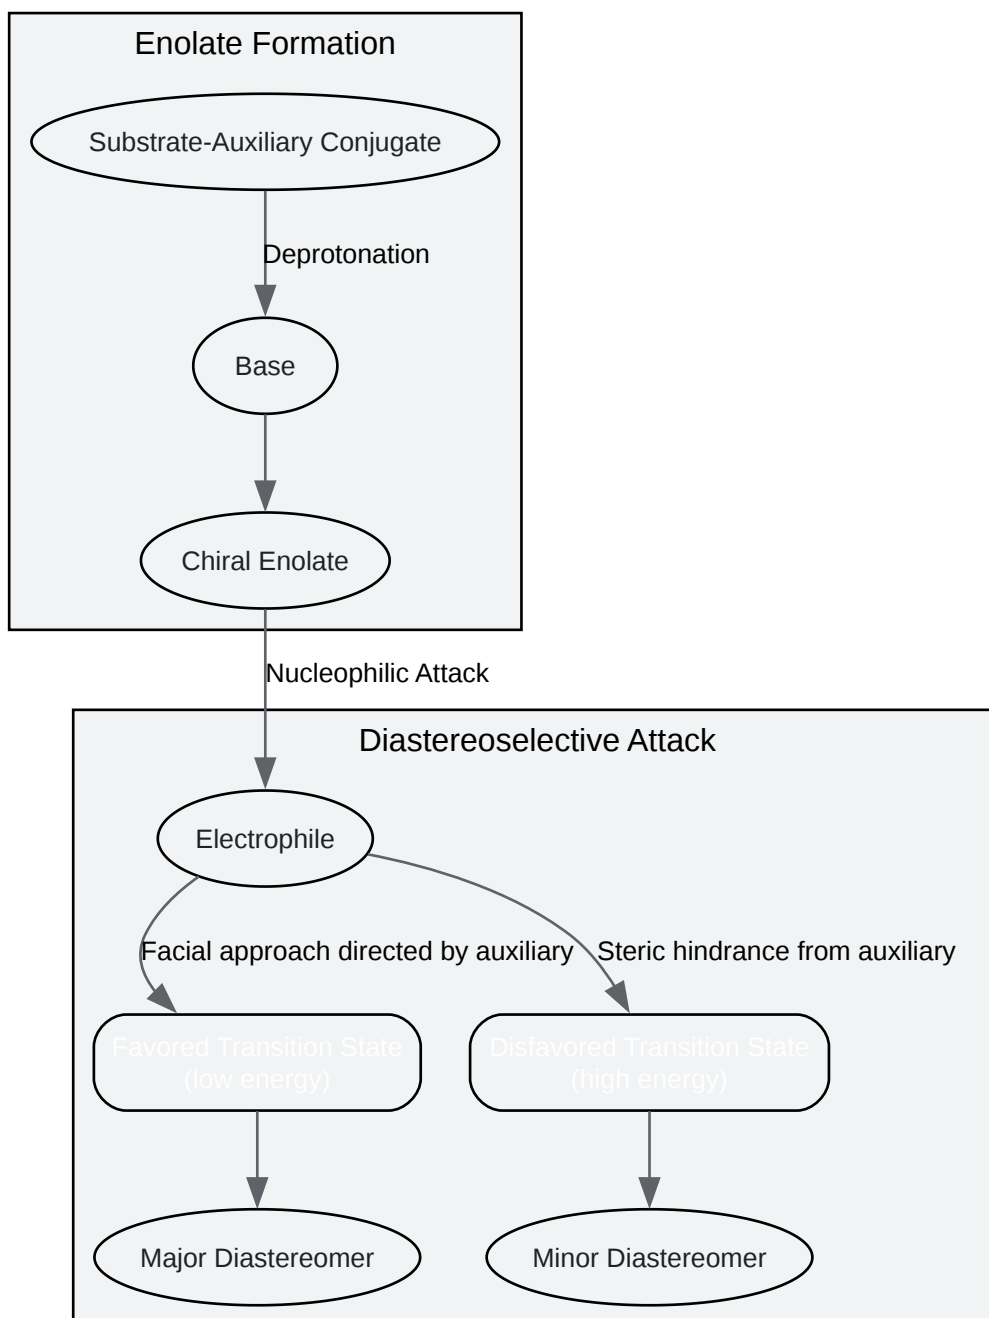 Enolate Formation
Substrate-Auxiliary Conjugate
Deprotonation
Base
Chiral Enolate
Nucleophilic Attack
Diastereoselective Attack
Electrophile
Facial approach directed by auxiliary
Steric hindrance from auxiliary
Favored Transition State
(low energy)
Disfavored Transition State
(high energy)
Major Diastereomer
Minor Diastereomer